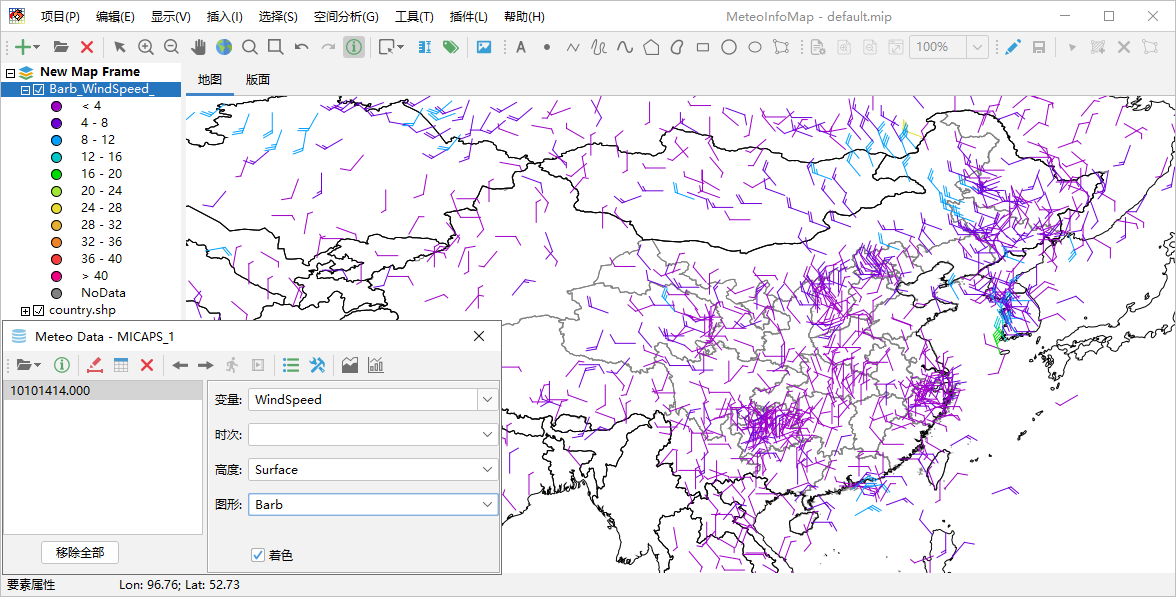 项目(P) 编辑(E) 显示(V) 插入(I) 选择(S) 空间分析(G) 工具(T) 插件(L) 帮助(H) MeteoInfoMap - default.mip
100%
New Map Frame
Barb_WindSpeed_
< 4
4 - 8
8 - 12
12 - 16
16 - 20
20 - 24
24 - 28
28 - 32
32 - 36
36 - 40
> 40
NoData
country.shp
地图 版面
Meteo Data - MICAPS_1
10101414.000
变量: WindSpeed
时次:
高度: Surface
图形: Barb
移除全部
着色
要素属性 Lon: 96.76; Lat: 52.73